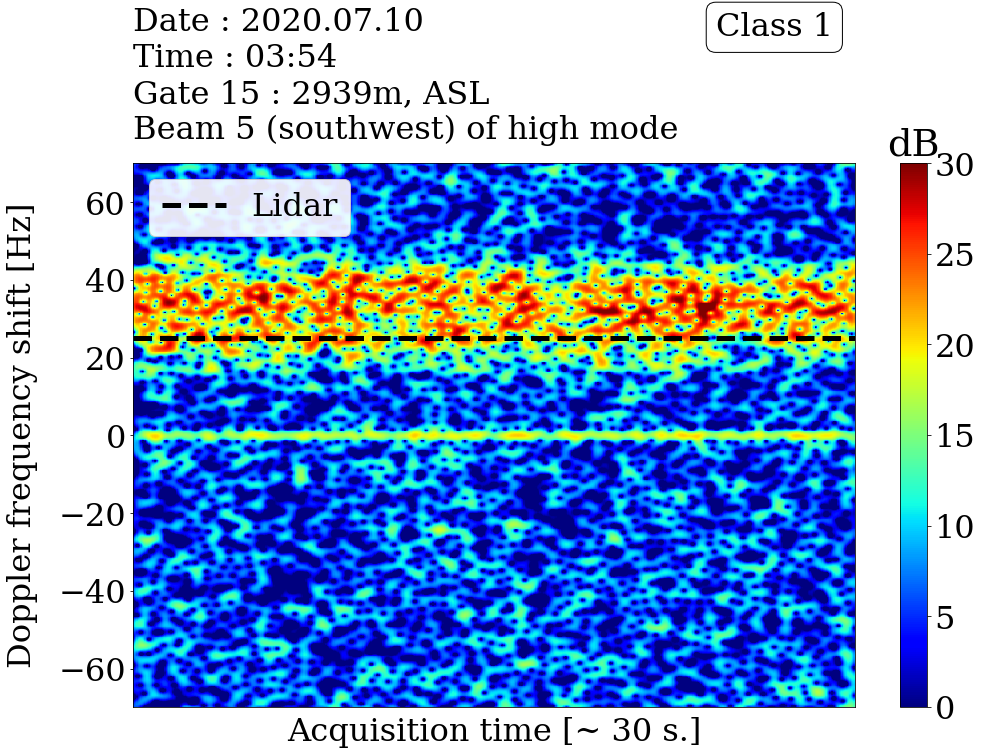 Date : 2020.07.10
Time : 03:54
Gate 15 : 2939m, ASL
Beam 5 (southwest) of high mode
Class 1
dB
Lidar
Doppler frequency shift [Hz]
60
40
20
0
−20
−40
−60
30
25
20
15
10
5
0
Acquisition time [~ 30 s.]